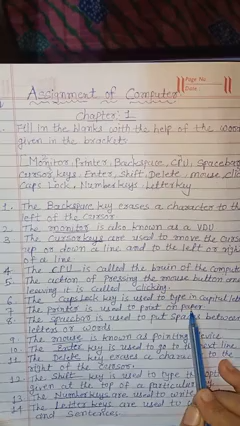 Page No.
Date
Assignment of Computer
Chapter: 1
Fill in the blanks with the help of the words
given in the brackets
Monitor, Printer, Backspace, CPU, Spacebar
Cursor keys, Enter, Shift, Delete, mouse, click
Caps Lock, Number keys, Letter key
1. The Backspace key erases a character to the
left of the cursor
2 The monitor is also known as a VDU
3 The Cursor keys are used to move the cursor
up or down a line and to the left or right
of a line
4 The CPU is called the brain of the Computer
5 The action of Pressing the mouse button and
leaving is called clicking.
6 The Caps Lock key is used to type in Capital
7 The Printer is used to print on paper
8 The spacebar is used to put spa between
letters or words
9 The mouse is known as pointing
10 The Enter key is used to go to next line
11 The Delete key erases a to the
right of the cursor.
12 The Shift key is used to type the
given at the top of a particular
13 The Number keys are used to write
14 The Letter keys are used to
and Sentences.